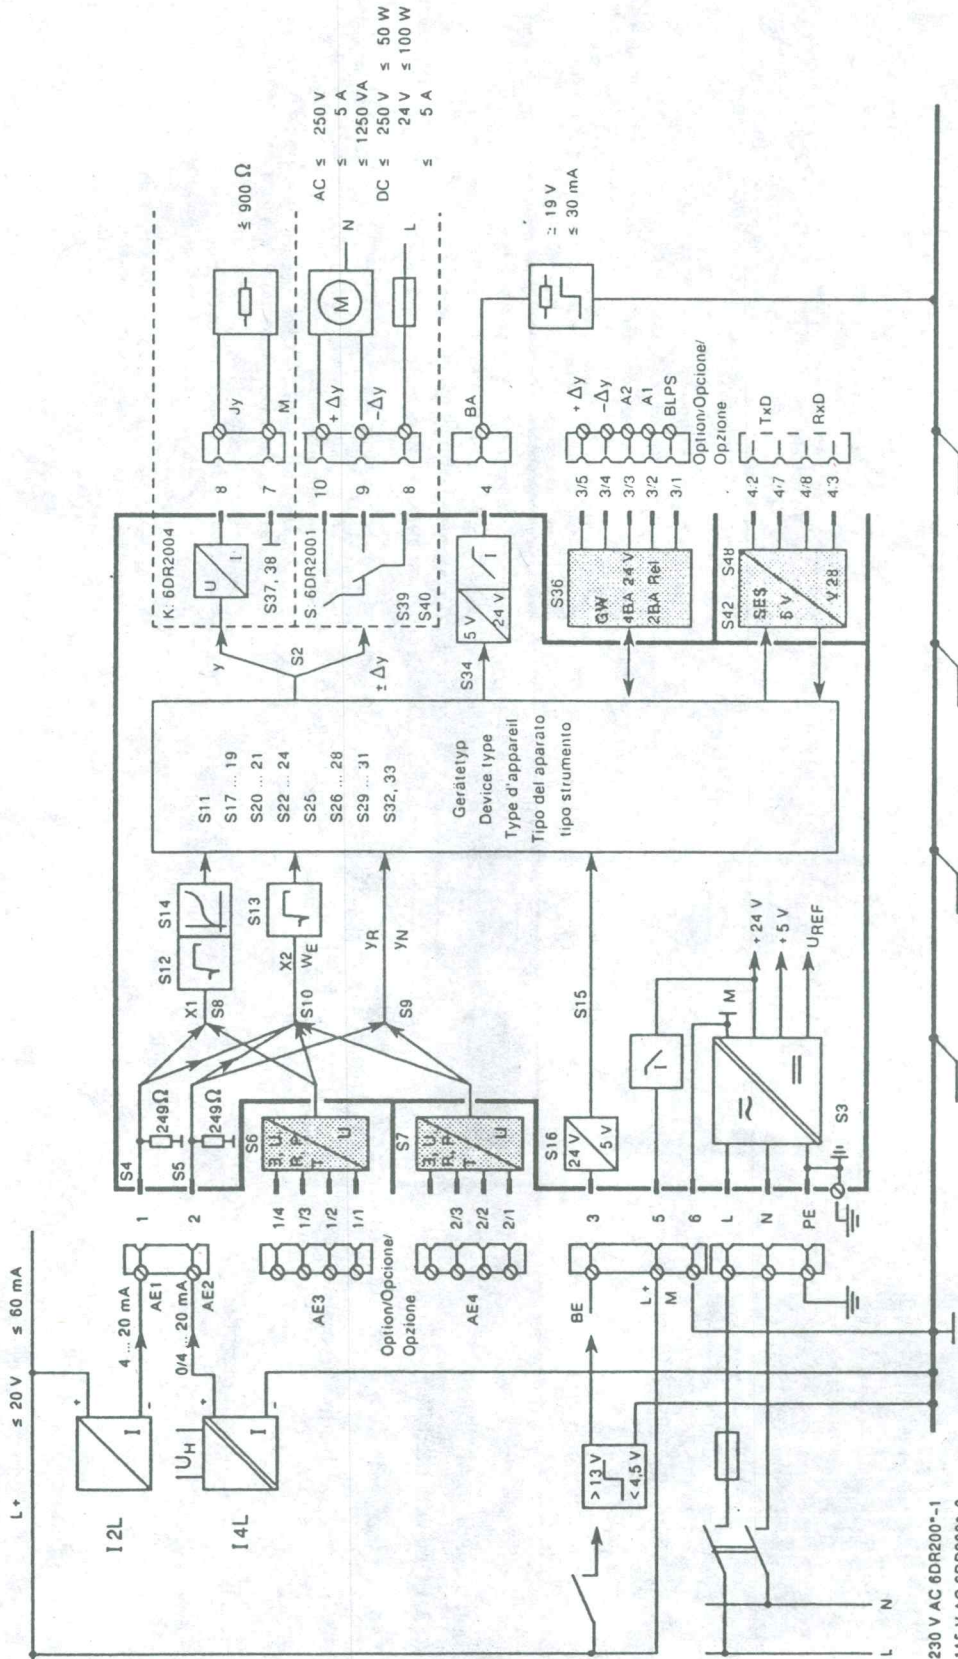 L+ ≤ 20 V ≤ 60 mA
I2L
I
+
-
4 ... 20 mA
I4L
UH
I
+
-
0/4 ... 20 mA
AE1
AE2
1
2
S4
S5
249Ω
249Ω
X1
S8
S12
S14
X2
WE
S10
S13
yR
yN
S9
AE3
1/4
1/3
1/2
1/1
S6
R, P,
T
U
Option/Opcione/
Opzione
AE4
2/3
2/2
2/1
S7
R, P,
T
U
BE
3
S16
24 V
5 V
S15
> 13 V
< 4,5 V
L+
5
M
6
L
N
PE
M
+ 24 V
+ 5 V
UREF
S3
L
N
230 V AC 6DR200*-1
S11
S17 ... 19
S20 ... 21
S22 ... 24
S25
S26 ... 28
S29 ... 31
S32, 33
Gerätetyp
Device type
Type d'appareil
Tipo del aparato
tipo strumento
y
S2
± Δy
K: 6DR2004
U
I
S37, 38
8
7
Jy
M
≤ 900 Ω
S: 6DR2001
S39
S40
10
9
8
+ Δy
-Δy
M
N
L
AC ≤ 250 V
≤ 5 A
≤ 1250 VA
DC ≤ 250 V ≤ 50 W
24 V ≤ 100 W
≤ 5 A
S34
5 V
24 V
4
BA
≤ 30 mA
S36
GW
4BA 24 V
2BA Rel
3/5
3/4
3/3
3/2
3/1
+ Δy
-Δy
A2
A1
BLPS
Option/Opcione/
Opzione
S42
S48
SES
5 V
V 28
4/2
4/7
4/8
4/3
TxD
RxD